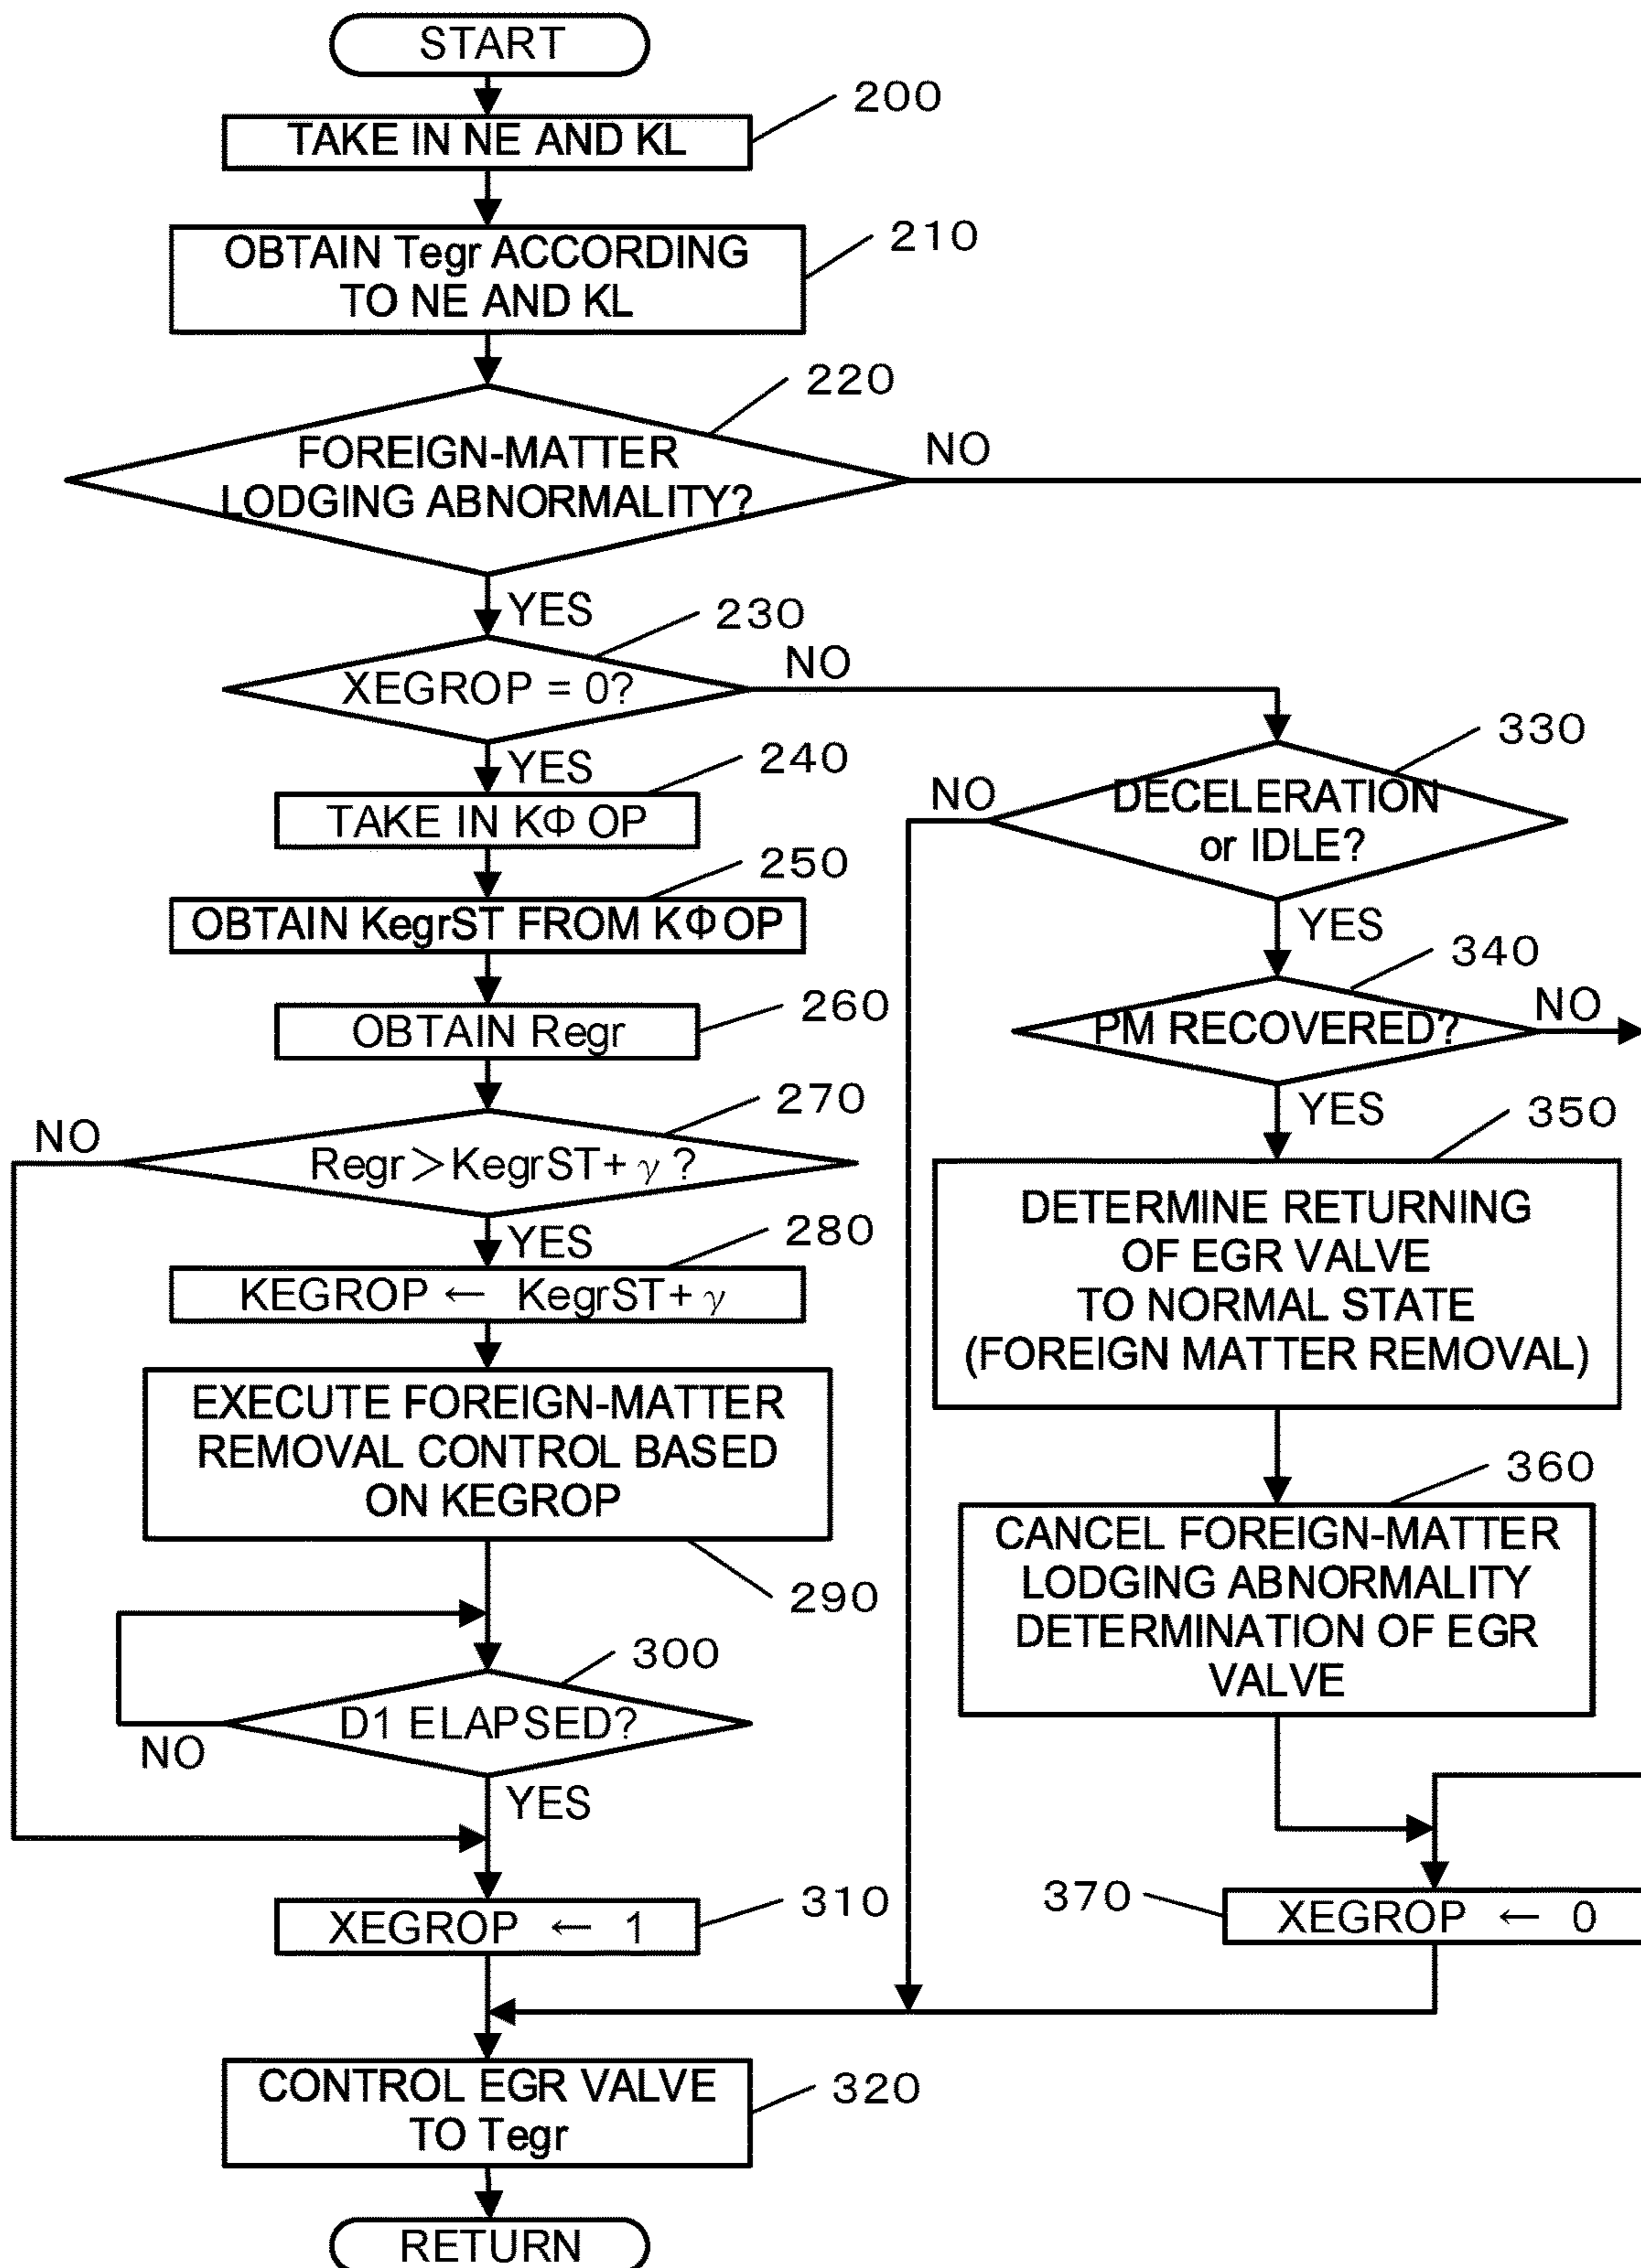 START
200
TAKE IN NE AND KL
210
OBTAIN Tegr ACCORDING
TO NE AND KL
220
FOREIGN-MATTER
LODGING ABNORMALITY?
NO
YES
230
XEGROP = 0?
NO
YES
240
TAKE IN KΦ OP
250
OBTAIN KegrST FROM KΦOP
260
OBTAIN Regr
270
NO
Regr>KegrST+ γ ?
YES
280
KEGROP ← KegrST+ γ
EXECUTE FOREIGN-MATTER
REMOVAL CONTROL BASED
ON KEGROP
290
300
D1 ELAPSED?
NO
YES
310
XEGROP ← 1
320
CONTROL EGR VALVE
TO Tegr
RETURN
330
NO
DECELERATION
or IDLE?
YES
340
NO
PM RECOVERED?
YES
350
DETERMINE RETURNING
OF EGR VALVE
TO NORMAL STATE
(FOREIGN MATTER REMOVAL)
360
CANCEL FOREIGN-MATTER
LODGING ABNORMALITY
DETERMINATION OF EGR
VALVE
370
XEGROP ← 0